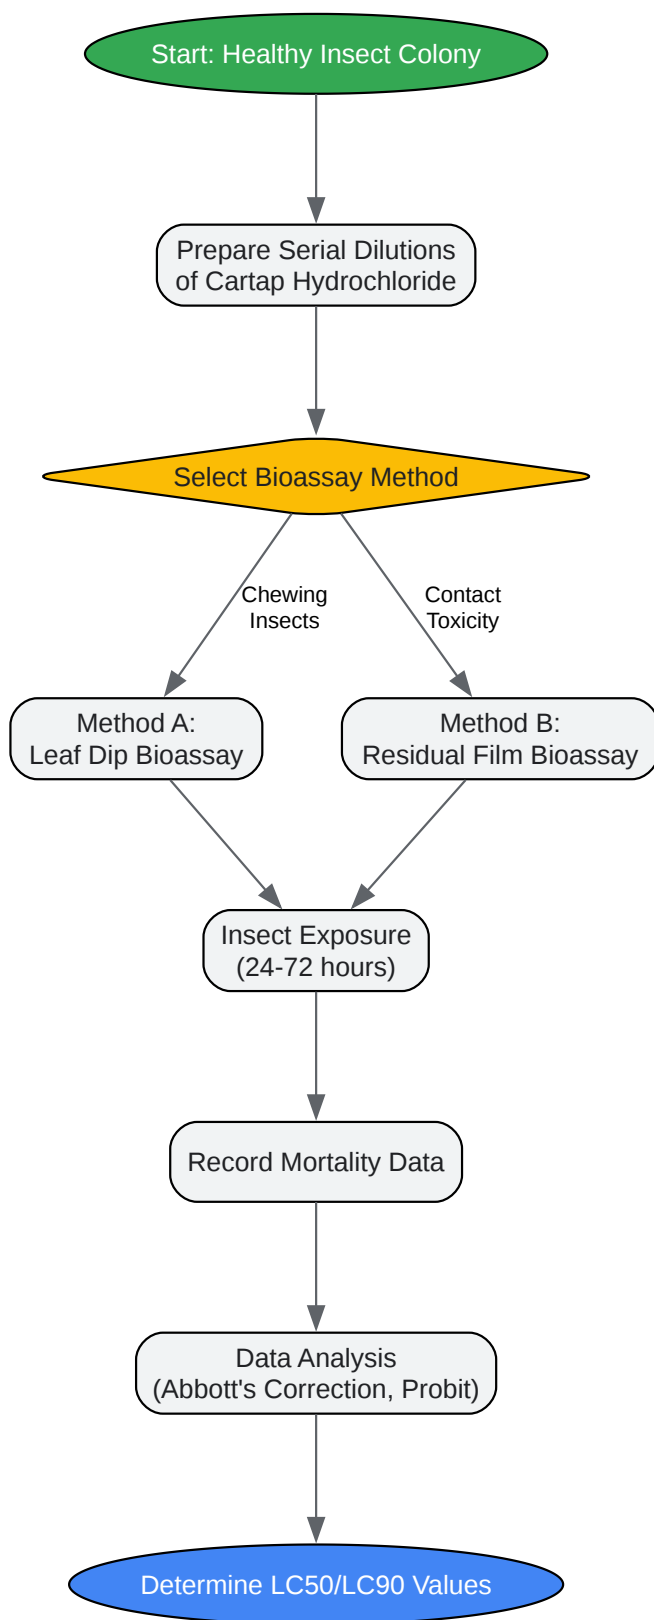 Start: Healthy Insect Colony
Prepare Serial Dilutions
of Cartap Hydrochloride
Select Bioassay Method
Chewing
Insects
Contact
Toxicity
Method A:
Leaf Dip Bioassay
Method B:
Residual Film Bioassay
Insect Exposure
(24-72 hours)
Record Mortality Data
Data Analysis
(Abbott's Correction, Probit)
Determine LC50/LC90 Values